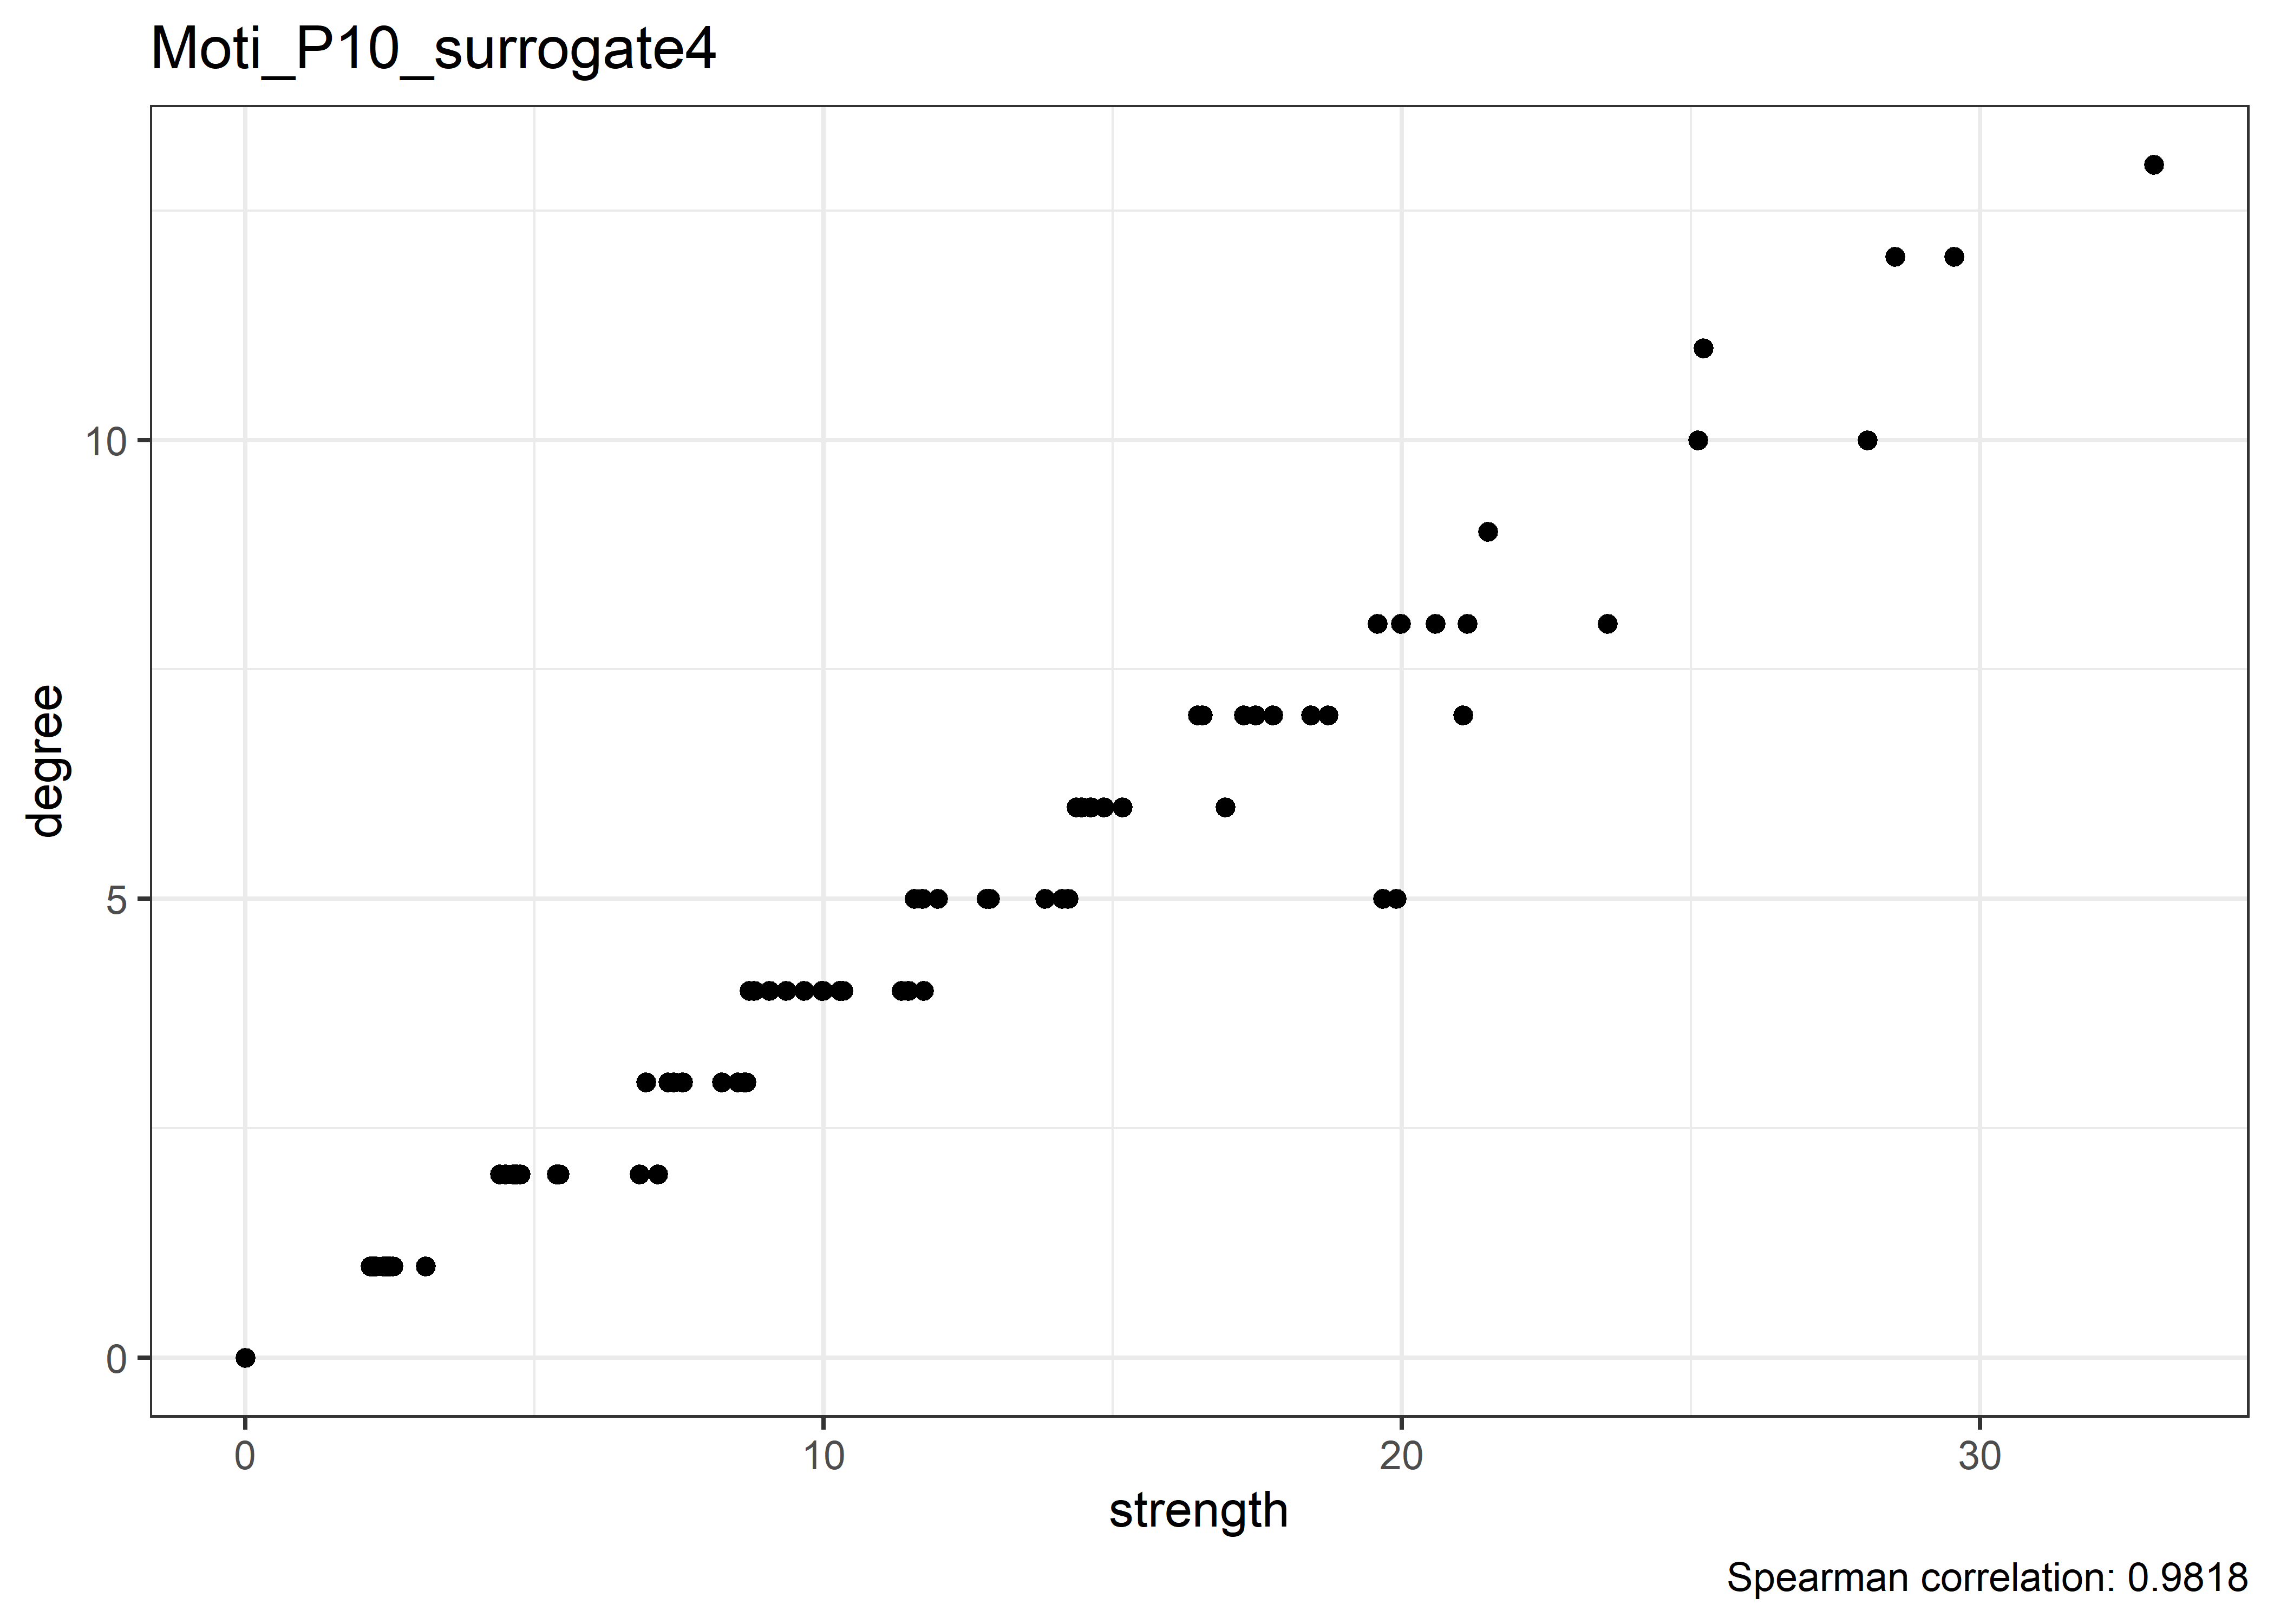 Moti_P10_surrogate4
degree
10
5
0
0 10 20 30
strength
Spearman correlation: 0.9818